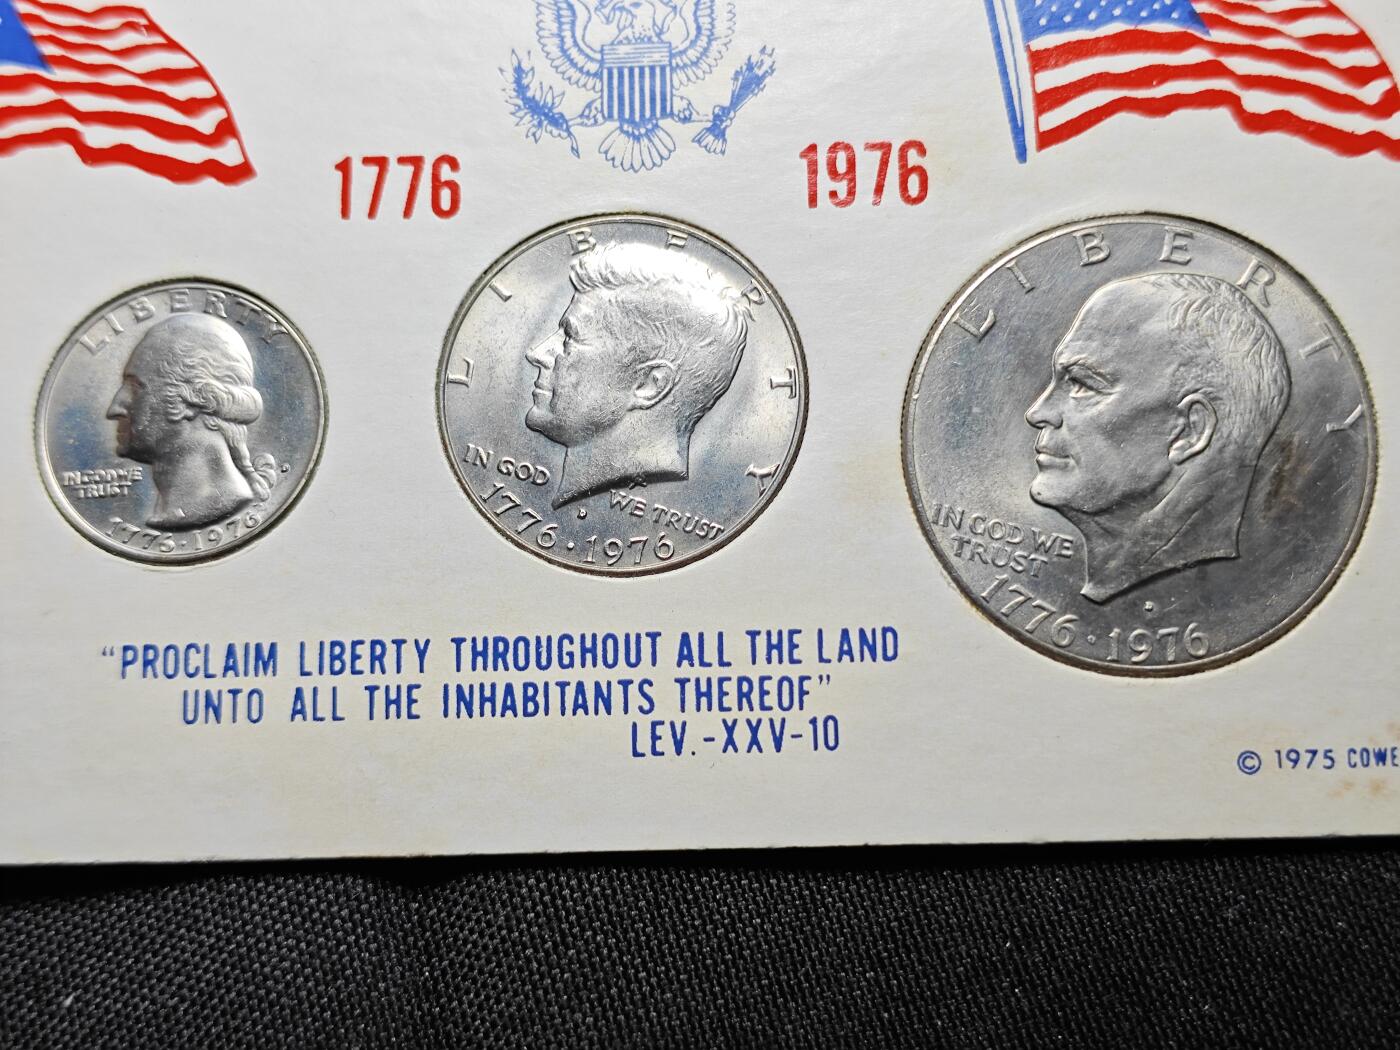 1776
1976
LIBERTY
IN GOD WE
TRUST
D
1776·1976
LIBERTY
IN GOD
WE TRUST
D
1776·1976
LIBERTY
IN GOD WE
TRUST
D
1776·1976
"PROCLAIM LIBERTY THROUGHOUT ALL THE LAND
UNTO ALL THE INHABITANTS THEREOF"
LEV.-XXV-10
© 1975 COWE